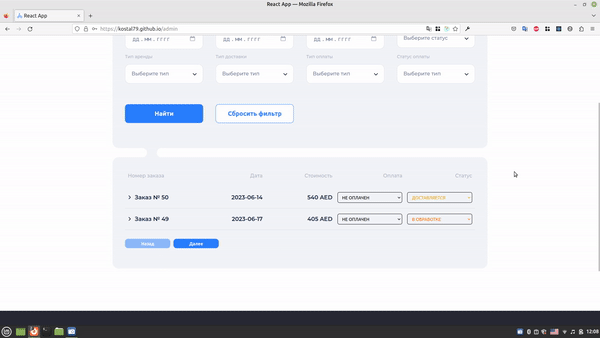 React App — Mozilla Firefox
React App
https://kostal79.github.io/admin
дд . мм . гггг дд . мм . гггг дд . мм . гггг Выберите статус
Тип аренды Тип доставки Тип оплаты Статус оплаты
Выберите тип Выберите тип Выберите тип Выберите тип
Найти Сбросить фильтр
Номер заказа Дата Стоимость Оплата Статус
Заказ № 50 2023-06-14 540 AED НЕ ОПЛАЧЕН ДОСТАВЛЯЕТСЯ
Заказ № 49 2023-06-17 405 AED НЕ ОПЛАЧЕН В ОБРАБОТКЕ
Назад Далее
12:08